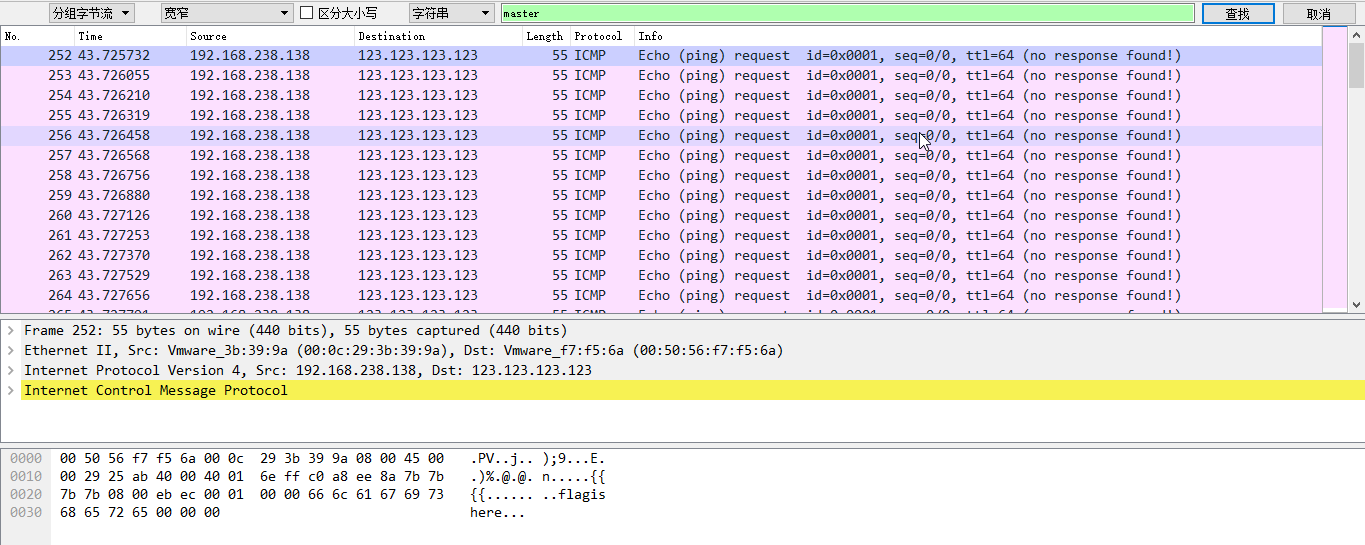 分组字节流 宽窄 区分大小写 字符串 master 查找 取消
No. Time Source Destination Length Protocol Info
252 43.725732 192.168.238.138 123.123.123.123 55 ICMP Echo (ping) request id=0x0001, seq=0/0, ttl=64 (no response found!)
253 43.726055 192.168.238.138 123.123.123.123 55 ICMP Echo (ping) request id=0x0001, seq=0/0, ttl=64 (no response found!)
254 43.726210 192.168.238.138 123.123.123.123 55 ICMP Echo (ping) request id=0x0001, seq=0/0, ttl=64 (no response found!)
255 43.726319 192.168.238.138 123.123.123.123 55 ICMP Echo (ping) request id=0x0001, seq=0/0, ttl=64 (no response found!)
256 43.726458 192.168.238.138 123.123.123.123 55 ICMP Echo (ping) request id=0x0001, seq=0/0, ttl=64 (no response found!)
257 43.726568 192.168.238.138 123.123.123.123 55 ICMP Echo (ping) request id=0x0001, seq=0/0, ttl=64 (no response found!)
258 43.726756 192.168.238.138 123.123.123.123 55 ICMP Echo (ping) request id=0x0001, seq=0/0, ttl=64 (no response found!)
259 43.726880 192.168.238.138 123.123.123.123 55 ICMP Echo (ping) request id=0x0001, seq=0/0, ttl=64 (no response found!)
260 43.727126 192.168.238.138 123.123.123.123 55 ICMP Echo (ping) request id=0x0001, seq=0/0, ttl=64 (no response found!)
261 43.727253 192.168.238.138 123.123.123.123 55 ICMP Echo (ping) request id=0x0001, seq=0/0, ttl=64 (no response found!)
262 43.727370 192.168.238.138 123.123.123.123 55 ICMP Echo (ping) request id=0x0001, seq=0/0, ttl=64 (no response found!)
263 43.727529 192.168.238.138 123.123.123.123 55 ICMP Echo (ping) request id=0x0001, seq=0/0, ttl=64 (no response found!)
264 43.727656 192.168.238.138 123.123.123.123 55 ICMP Echo (ping) request id=0x0001, seq=0/0, ttl=64 (no response found!)
Frame 252: 55 bytes on wire (440 bits), 55 bytes captured (440 bits)
Ethernet II, Src: Vmware_3b:39:9a (00:0c:29:3b:39:9a), Dst: Vmware_f7:f5:6a (00:50:56:f7:f5:6a)
Internet Protocol Version 4, Src: 192.168.238.138, Dst: 123.123.123.123
Internet Control Message Protocol
0000 00 50 56 f7 f5 6a 00 0c 29 3b 39 9a 08 00 45 00 .PV..j.. );9...E.
0010 00 29 25 ab 40 00 40 01 6e ff c0 a8 ee 8a 7b 7b .)%.@.@. n.....{{
0020 7b 7b 08 00 eb ec 00 01 00 00 66 6c 61 67 69 73 {{...... ..flagis
0030 68 65 72 65 00 00 00 here...